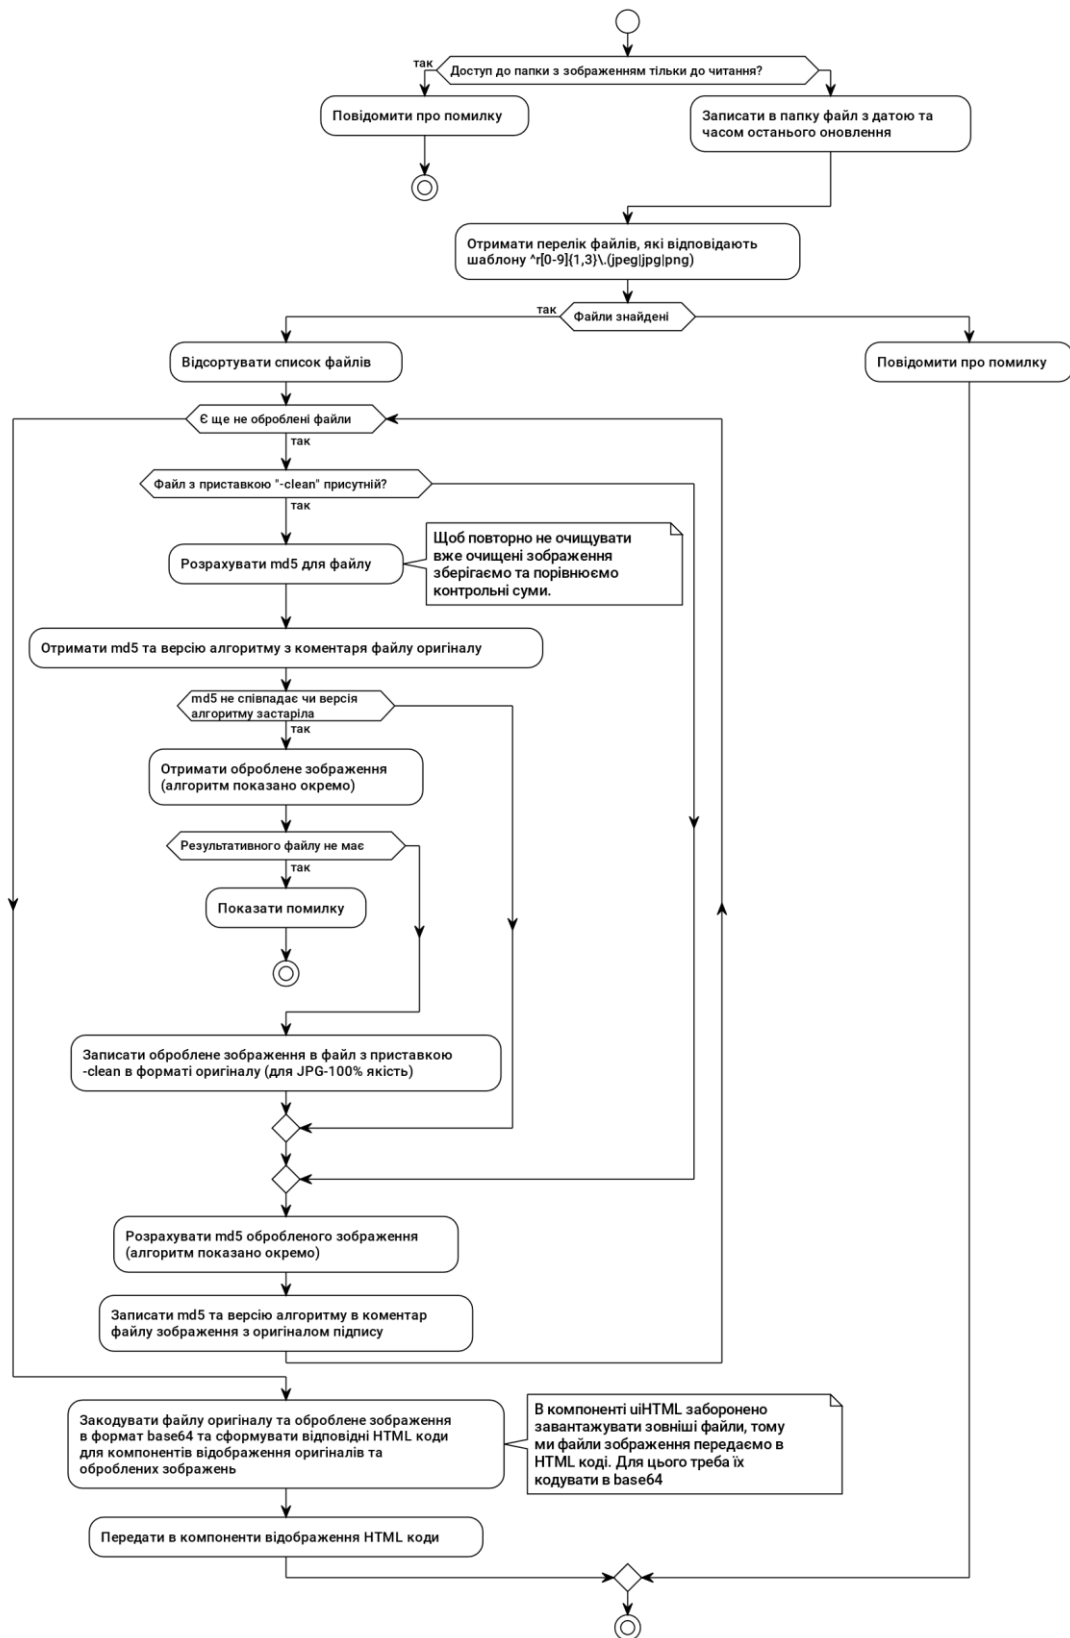 так
Доступ до папки з зображенням тільки до читання?
Повідомити про помилку
Записати в папку файл з датою та
часом останього оновлення
Отримати перелік файлів, які відповідають
шаблону ^r[0-9]{1,3}\.(jpeg|jpg|png)
так
Файли знайдені
Відсортувати список файлів
Повідомити про помилку
Є ще не оброблені файли
так
Файл з приставкою "-clean" присутній?
так
Розрахувати md5 для файлу
Щоб повторно не очищувати
вже очищені зображення
зберігаємо та порівнюємо
контрольні суми.
Отримати md5 та версію алгоритму з коментаря файлу оригіналу
md5 не співпадає чи версія
алгоритму застаріла
так
Отримати оброблене зображення
(алгоритм показано окремо)
Результативного файлу не має
так
Показати помилку
Записати оброблене зображення в файл з приставкою
-clean в форматі оригіналу (для JPG-100% якість)
Розрахувати md5 обробленого зображення
(алгоритм показано окремо)
Записати md5 та версію алгоритму в коментар
файлу зображення з оригіналом підпису
Закодувати файлу оригіналу та оброблене зображення
в формат base64 та сформувати відповідні HTML коди
для компонентів відображення оригіналів та
оброблених зображень
В компоненті uiHTML заборонено
завантажувати зовніші файли, тому
ми файли зображення передаємо в
HTML коді. Для цього треба їх
кодувати в base64
Передати в компоненти відображення HTML коди